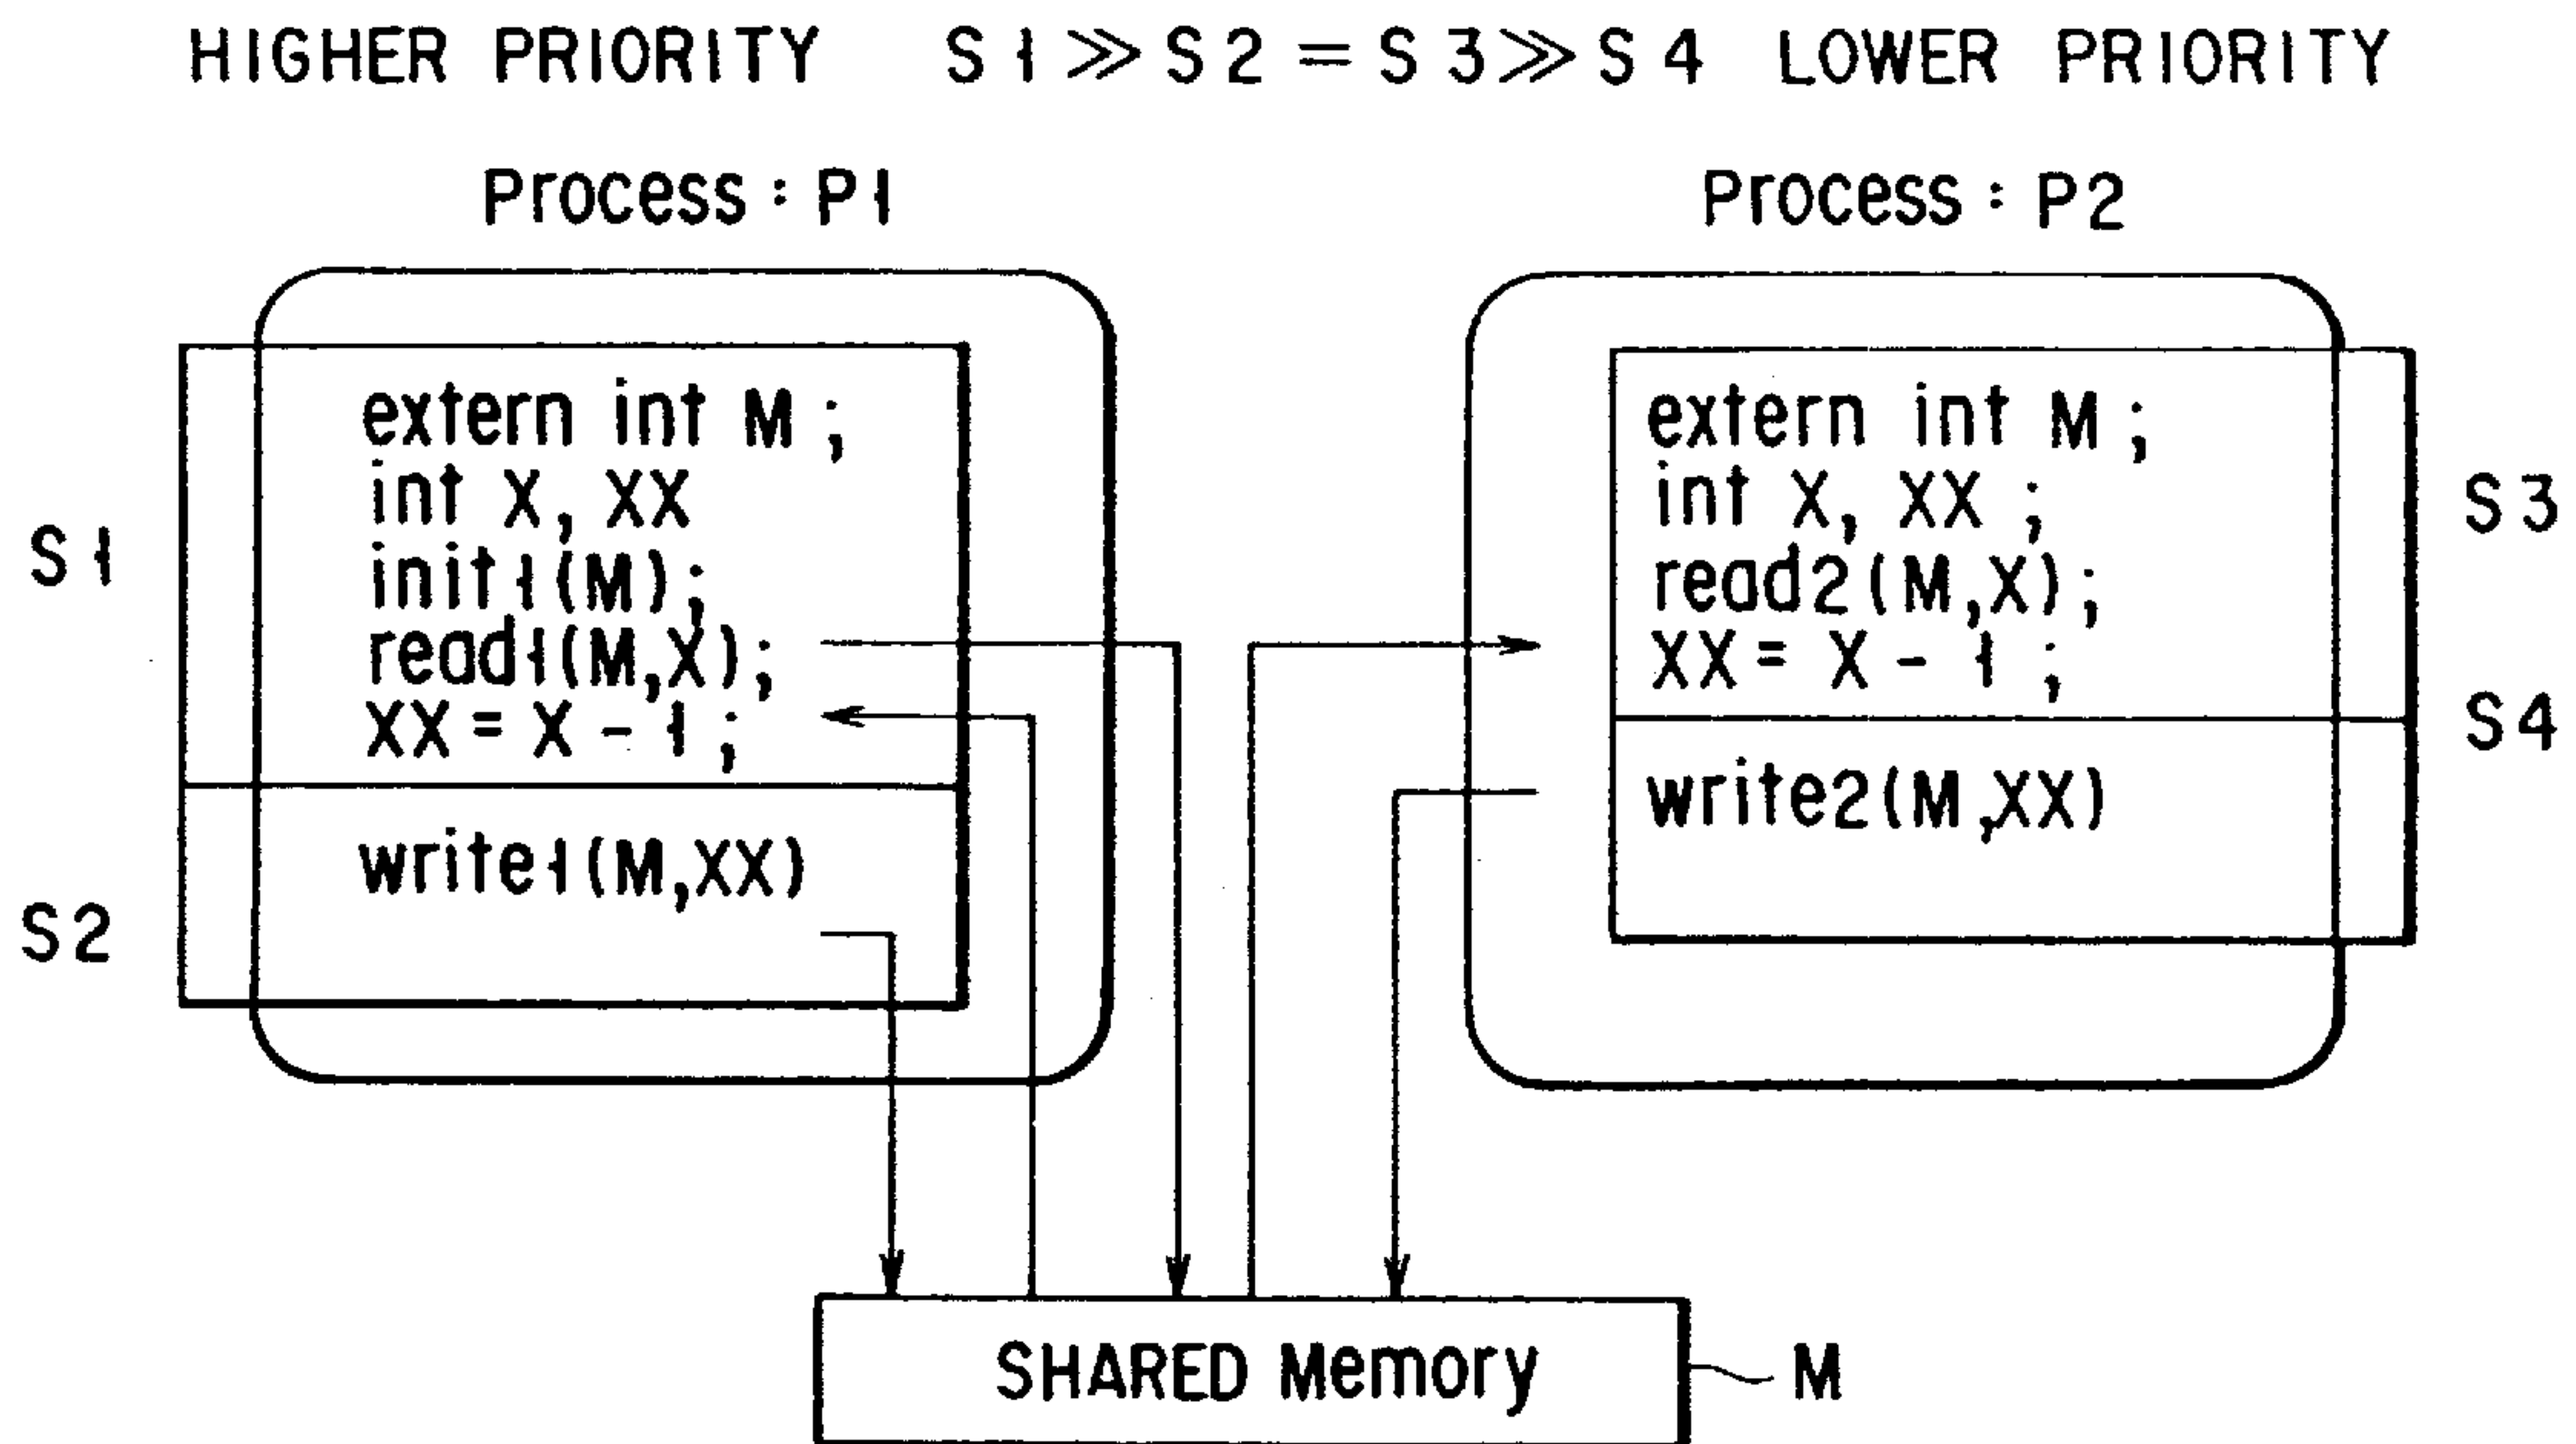 HIGHER PRIORITY S1≫S2=S3≫S4 LOWER PRIORITY
Process : P1
extern int M ;
int X, XX
init1(M);
read1(M,X);
XX = X - 1 ;
write1(M,XX)
S1
S2
Process : P2
extern int M ;
int X, XX ;
read2(M,X);
XX = X - 1 ;
write2(M,XX)
S3
S4
SHARED Memory
M